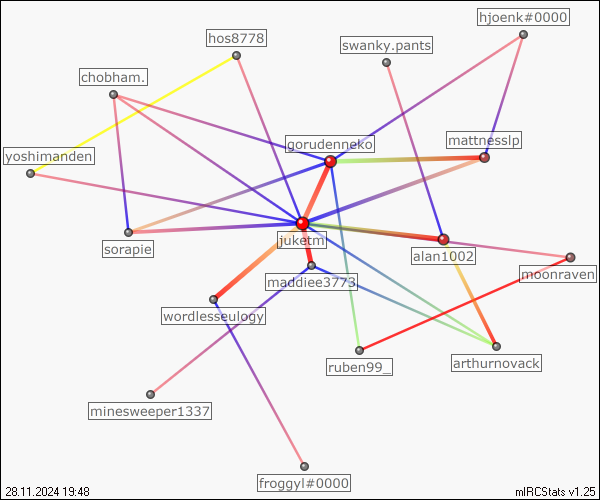 hjoenk#0000
hos8778
swanky.pants
chobham.
gorudenneko
mattnesslp
yoshimanden
juketm
sorapie
alan1002
moonraven
maddiee3773
wordlesseulogy
ruben99_
arthurnovack
minesweeper1337
froggyl#0000
28.11.2024 19:48
mIRCStats v1.25